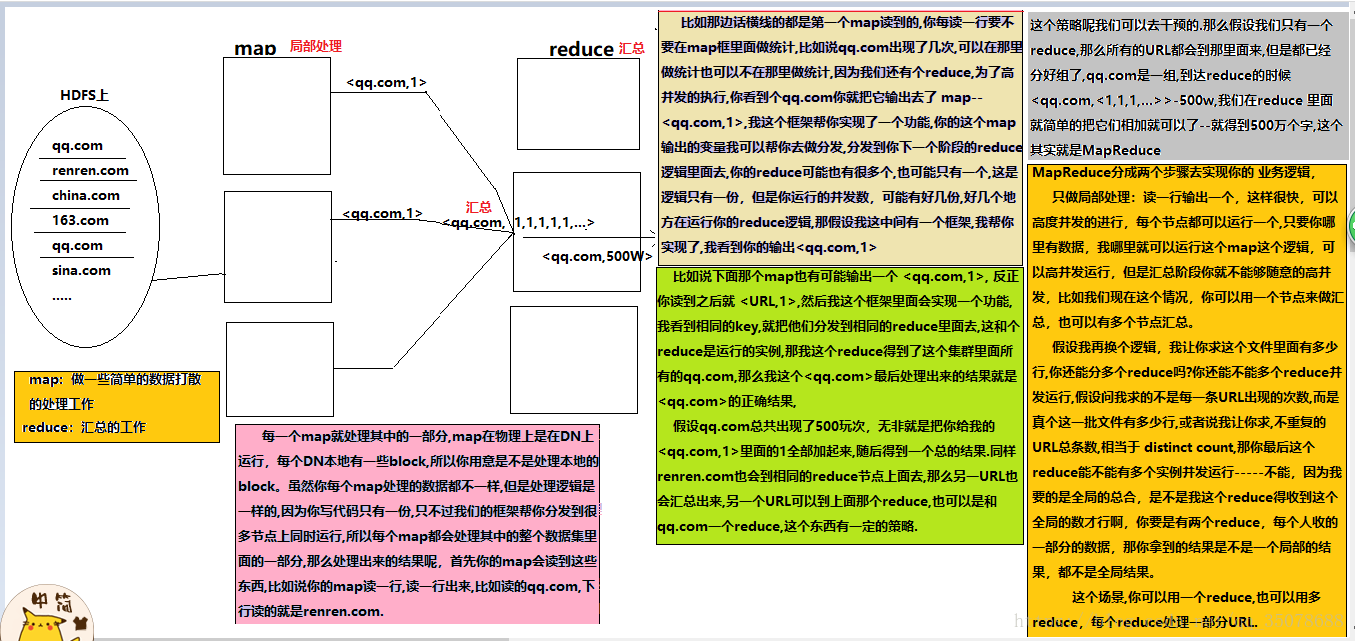 map 局部处理
reduce 汇总
HDFS上
qq.com
renren.com
china.com
163.com
qq.com
sina.com
.....
<qq.com,1>
<qq.com,1>
汇总
<qq.com, 1,1,1,1,1,...>
<qq.com,500W>
map：做一些简单的数据打散
的处理工作
reduce：汇总的工作
每一个map就处理其中的一部分,map在物理上是在DN上
运行，每个DN本地有一些block,所以你用意是不是处理本地的
block。虽然你每个map处理的数据都不一样,但是处理逻辑是
一样的,因为你写代码只有一份,只不过我们的框架帮你分发到很
多节点上同时运行,所以每个map都会处理其中的整个数据集里
面的一部分,那么处理出来的结果呢，首先你的map会读到这些
东西,比如说你的map读一行,读一行出来,比如读的qq.com,下
行读的就是renren.com.
比如那边话横线的都是第一个map读到的,你每读一行要不
要在map框里面做统计,比如说qq.com出现了几次,可以在那里
做统计也可以不在那里做统计,因为我们还有个reduce,为了高
并发的执行,你看到个qq.com你就把它输出去了 map--
<qq.com,1>,我这个框架帮你实现了一个功能,你的这个map
输出的变量我可以帮你去做分发,分发到你下一个阶段的reduce
逻辑里面去,你的reduce可能也有很多个,也可能只有一个,这是
逻辑只有一份，但是你运行的并发数，可能有好几份,好几个地
方在运行你的reduce逻辑,那假设我这中间有一个框架,我帮你
实现了,我看到你的输出<qq.com,1>
比如说下面那个map也有可能输出一个 <qq.com,1>, 反正
你读到之后就 <URL,1>,然后我这个框架里面会实现一个功能,
我看到相同的key,就把他们分发到相同的reduce里面去,这和个
reduce是运行的实例,那我这个reduce得到了这个集群里面所
有的qq.com,那么我这个<qq.com>最后处理出来的结果就是
<qq.com>的正确结果,
假设qq.com总共出现了500玩次，无非就是把你给我的
<qq.com,1>里面的1全部加起来,随后得到一个总的结果.同样
renren.com也会到相同的reduce节点上面去,那么另一URL也
会汇总出来,另一个URL可以到上面那个reduce,也可以是和
qq.com一个reduce,这个东西有一定的策略.
这个策略呢我们可以去干预的.那么假设我们只有一个
reduce,那么所有的URL都会到那里面来,但是都已经
分好组了,qq.com是一组,到达reduce的时候
<qq.com,<1,1,1,...>>-500w,我们在reduce 里面
就简单的把它们相加就可以了--就得到500万个字,这个
其实就是MapReduce
MapReduce分成两个步骤去实现你的 业务逻辑，
只做局部处理：读一行输出一个，这样很快，可以
高度并发的进行，每个节点都可以运行一个,只要你哪
里有数据，我哪里就可以运行这个map这个逻辑，可
以高并发运行，但是汇总阶段你就不能够随意的高并
发，比如我们现在这个情况，你可以用一个节点来做汇
总，也可以有多个节点汇总。
假设我再换个逻辑，我让你求这个文件里面有多少
行,你还能分多个reduce吗?你还能不能多个reduce并
发运行,假设问我求的不是每一条URL出现的次数,而是
真个这一批文件有多少行,或者说我让你求,不重复的
URL总条数,相当于 distinct count,那你最后这个
reduce能不能有多个实例并发运行-----不能，因为我
要的是全局的总合，是不是我这个reduce得收到这个
全局的数才行啊，你要是有两个reduce，每个人收的
一部分的数据，那你拿到的结果是不是一个局部的结
果，都不是全局结果。
这个场景,你可以用一个reduce,也可以用多
reduce，每个reduce处理一部分URL.